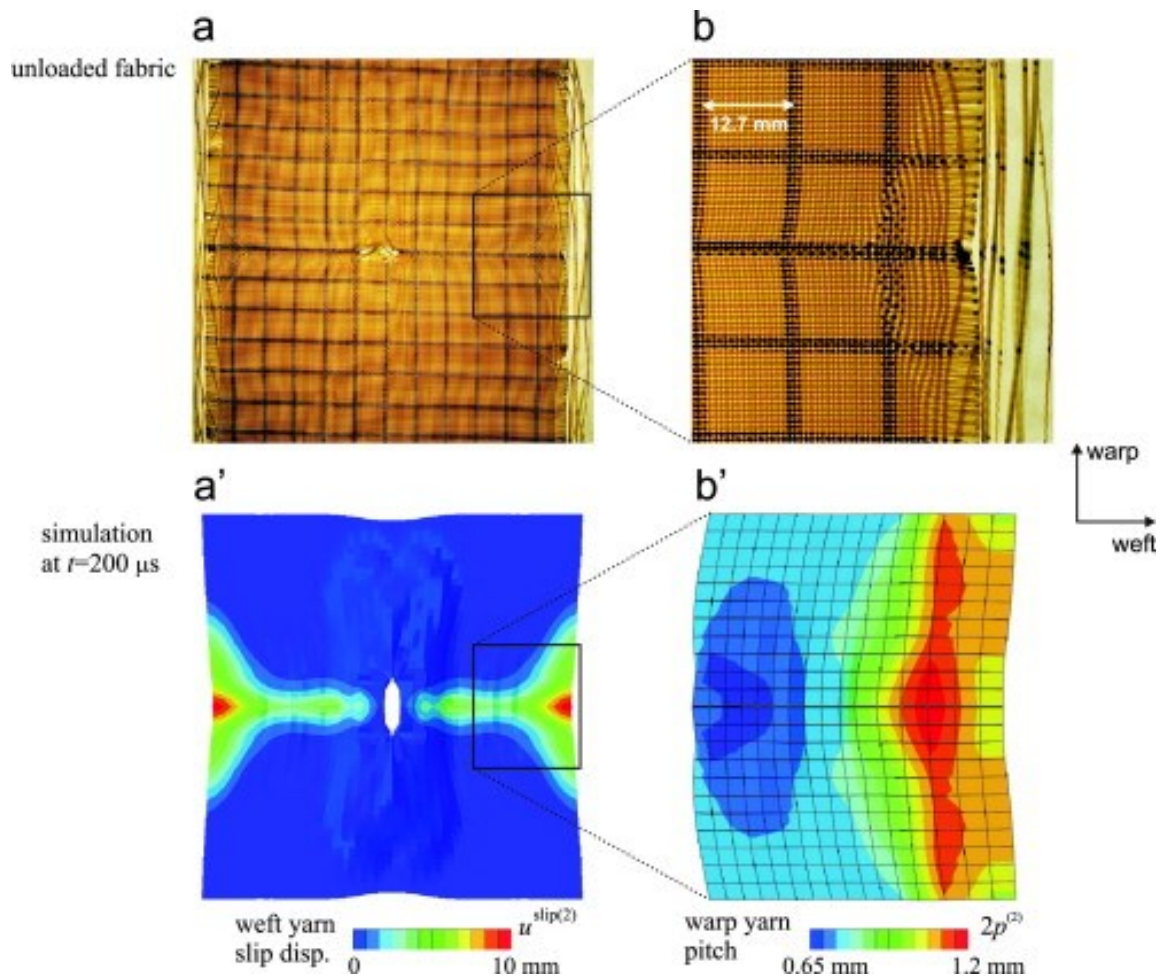 a
b
unloaded fabric
12.7 mm
warp
weft
a’
b’
simulation
at t=200 μs
weft yarn
slip disp.
u^slip(2)
0
10 mm
warp yarn
pitch
2p^(2)
0.65 mm
1.2 mm